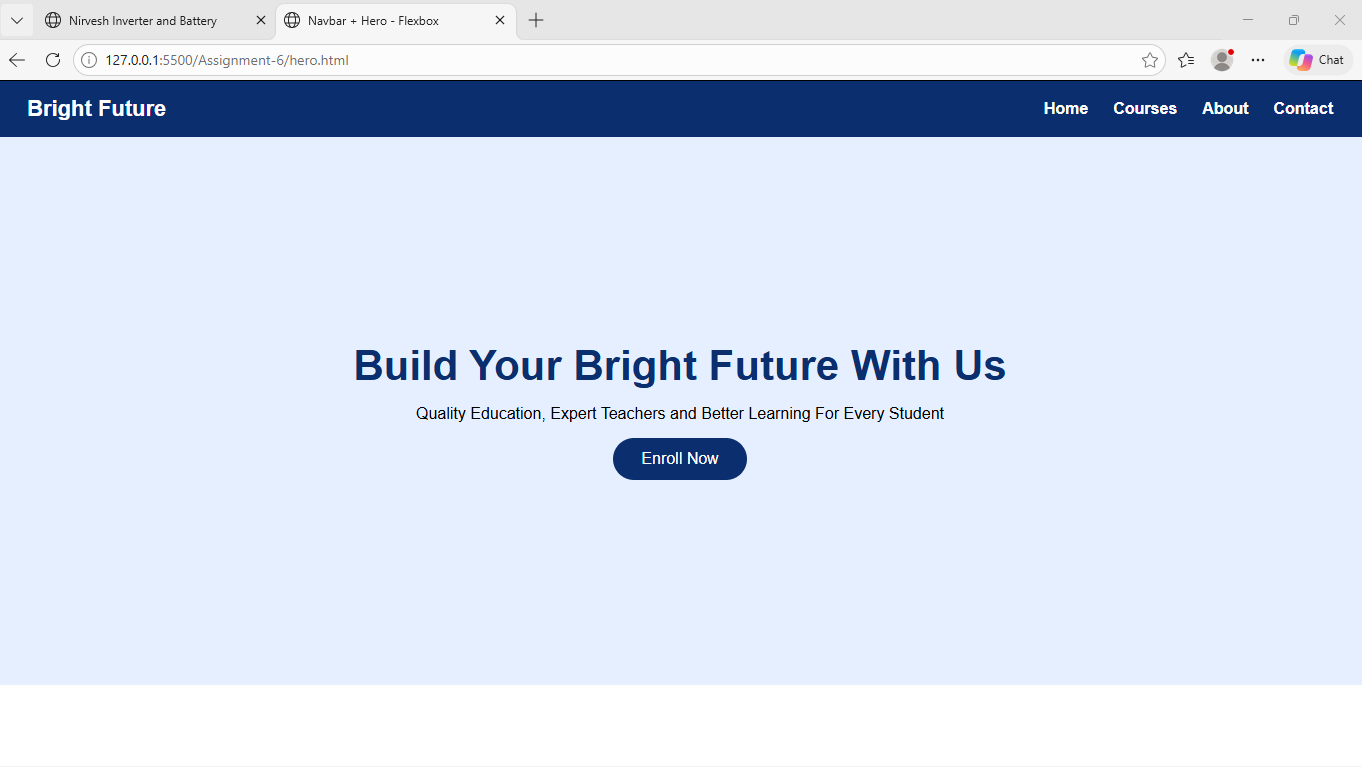 Nirvesh Inverter and Battery
Navbar + Hero - Flexbox
127.0.0.1:5500/Assignment-6/hero.html
Chat
Bright Future
Home Courses About Contact
Build Your Bright Future With Us
Quality Education, Expert Teachers and Better Learning For Every Student
Enroll Now